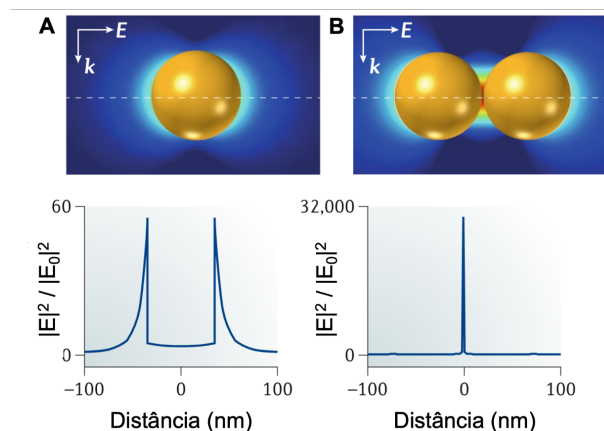 A
E
k
B
E
k
60
|E|² / |E₀|²
0
−100
0
100
Distância (nm)
32,000
|E|² / |E₀|²
0
−100
0
100
Distância (nm)